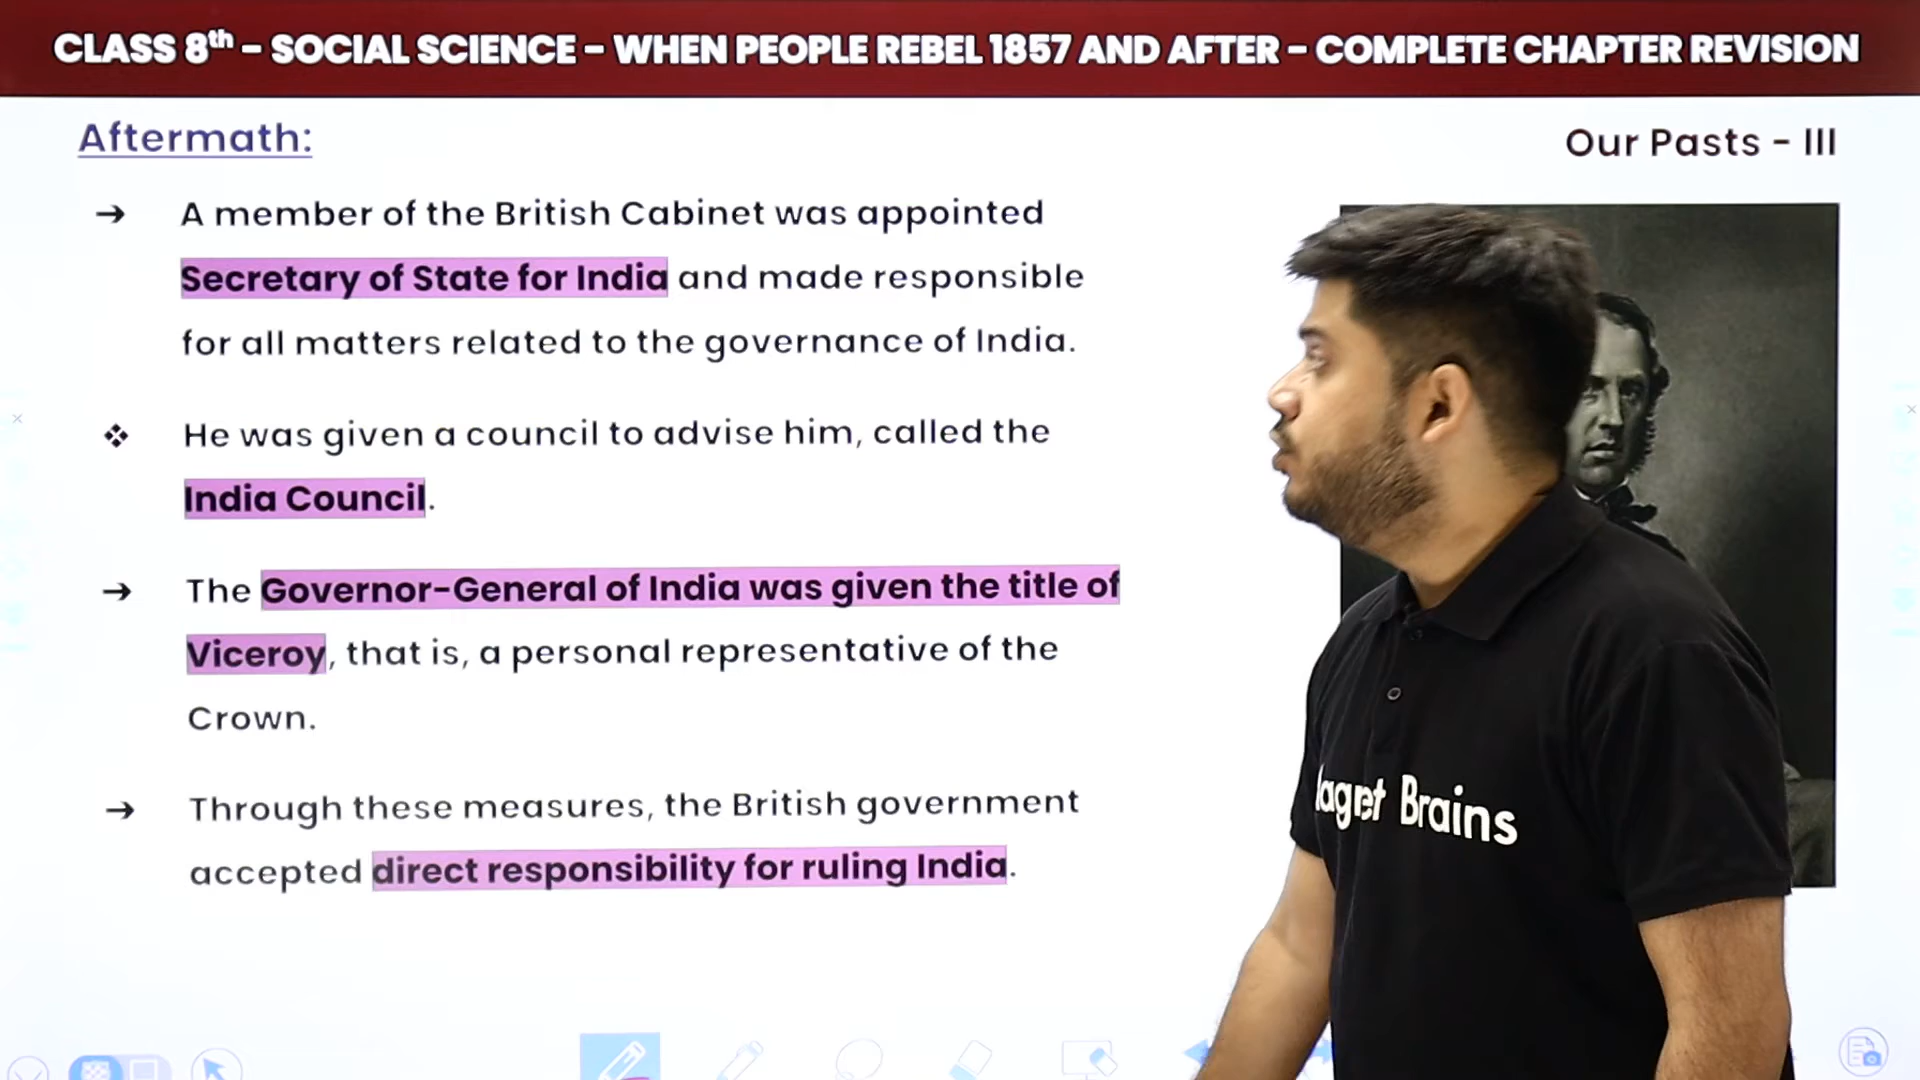 CLASS 8th – SOCIAL SCIENCE – WHEN PEOPLE REBEL 1857 AND AFTER – COMPLETE CHAPTER REVISION
Aftermath:
Our Pasts - III
→ A member of the British Cabinet was appointed
Secretary of State for India and made responsible
for all matters related to the governance of India.
❖ He was given a council to advise him, called the
India Council.
→ The Governor-General of India was given the title of
Viceroy, that is, a personal representative of the
Crown.
→ Through these measures, the British government
accepted direct responsibility for ruling India.
Brains